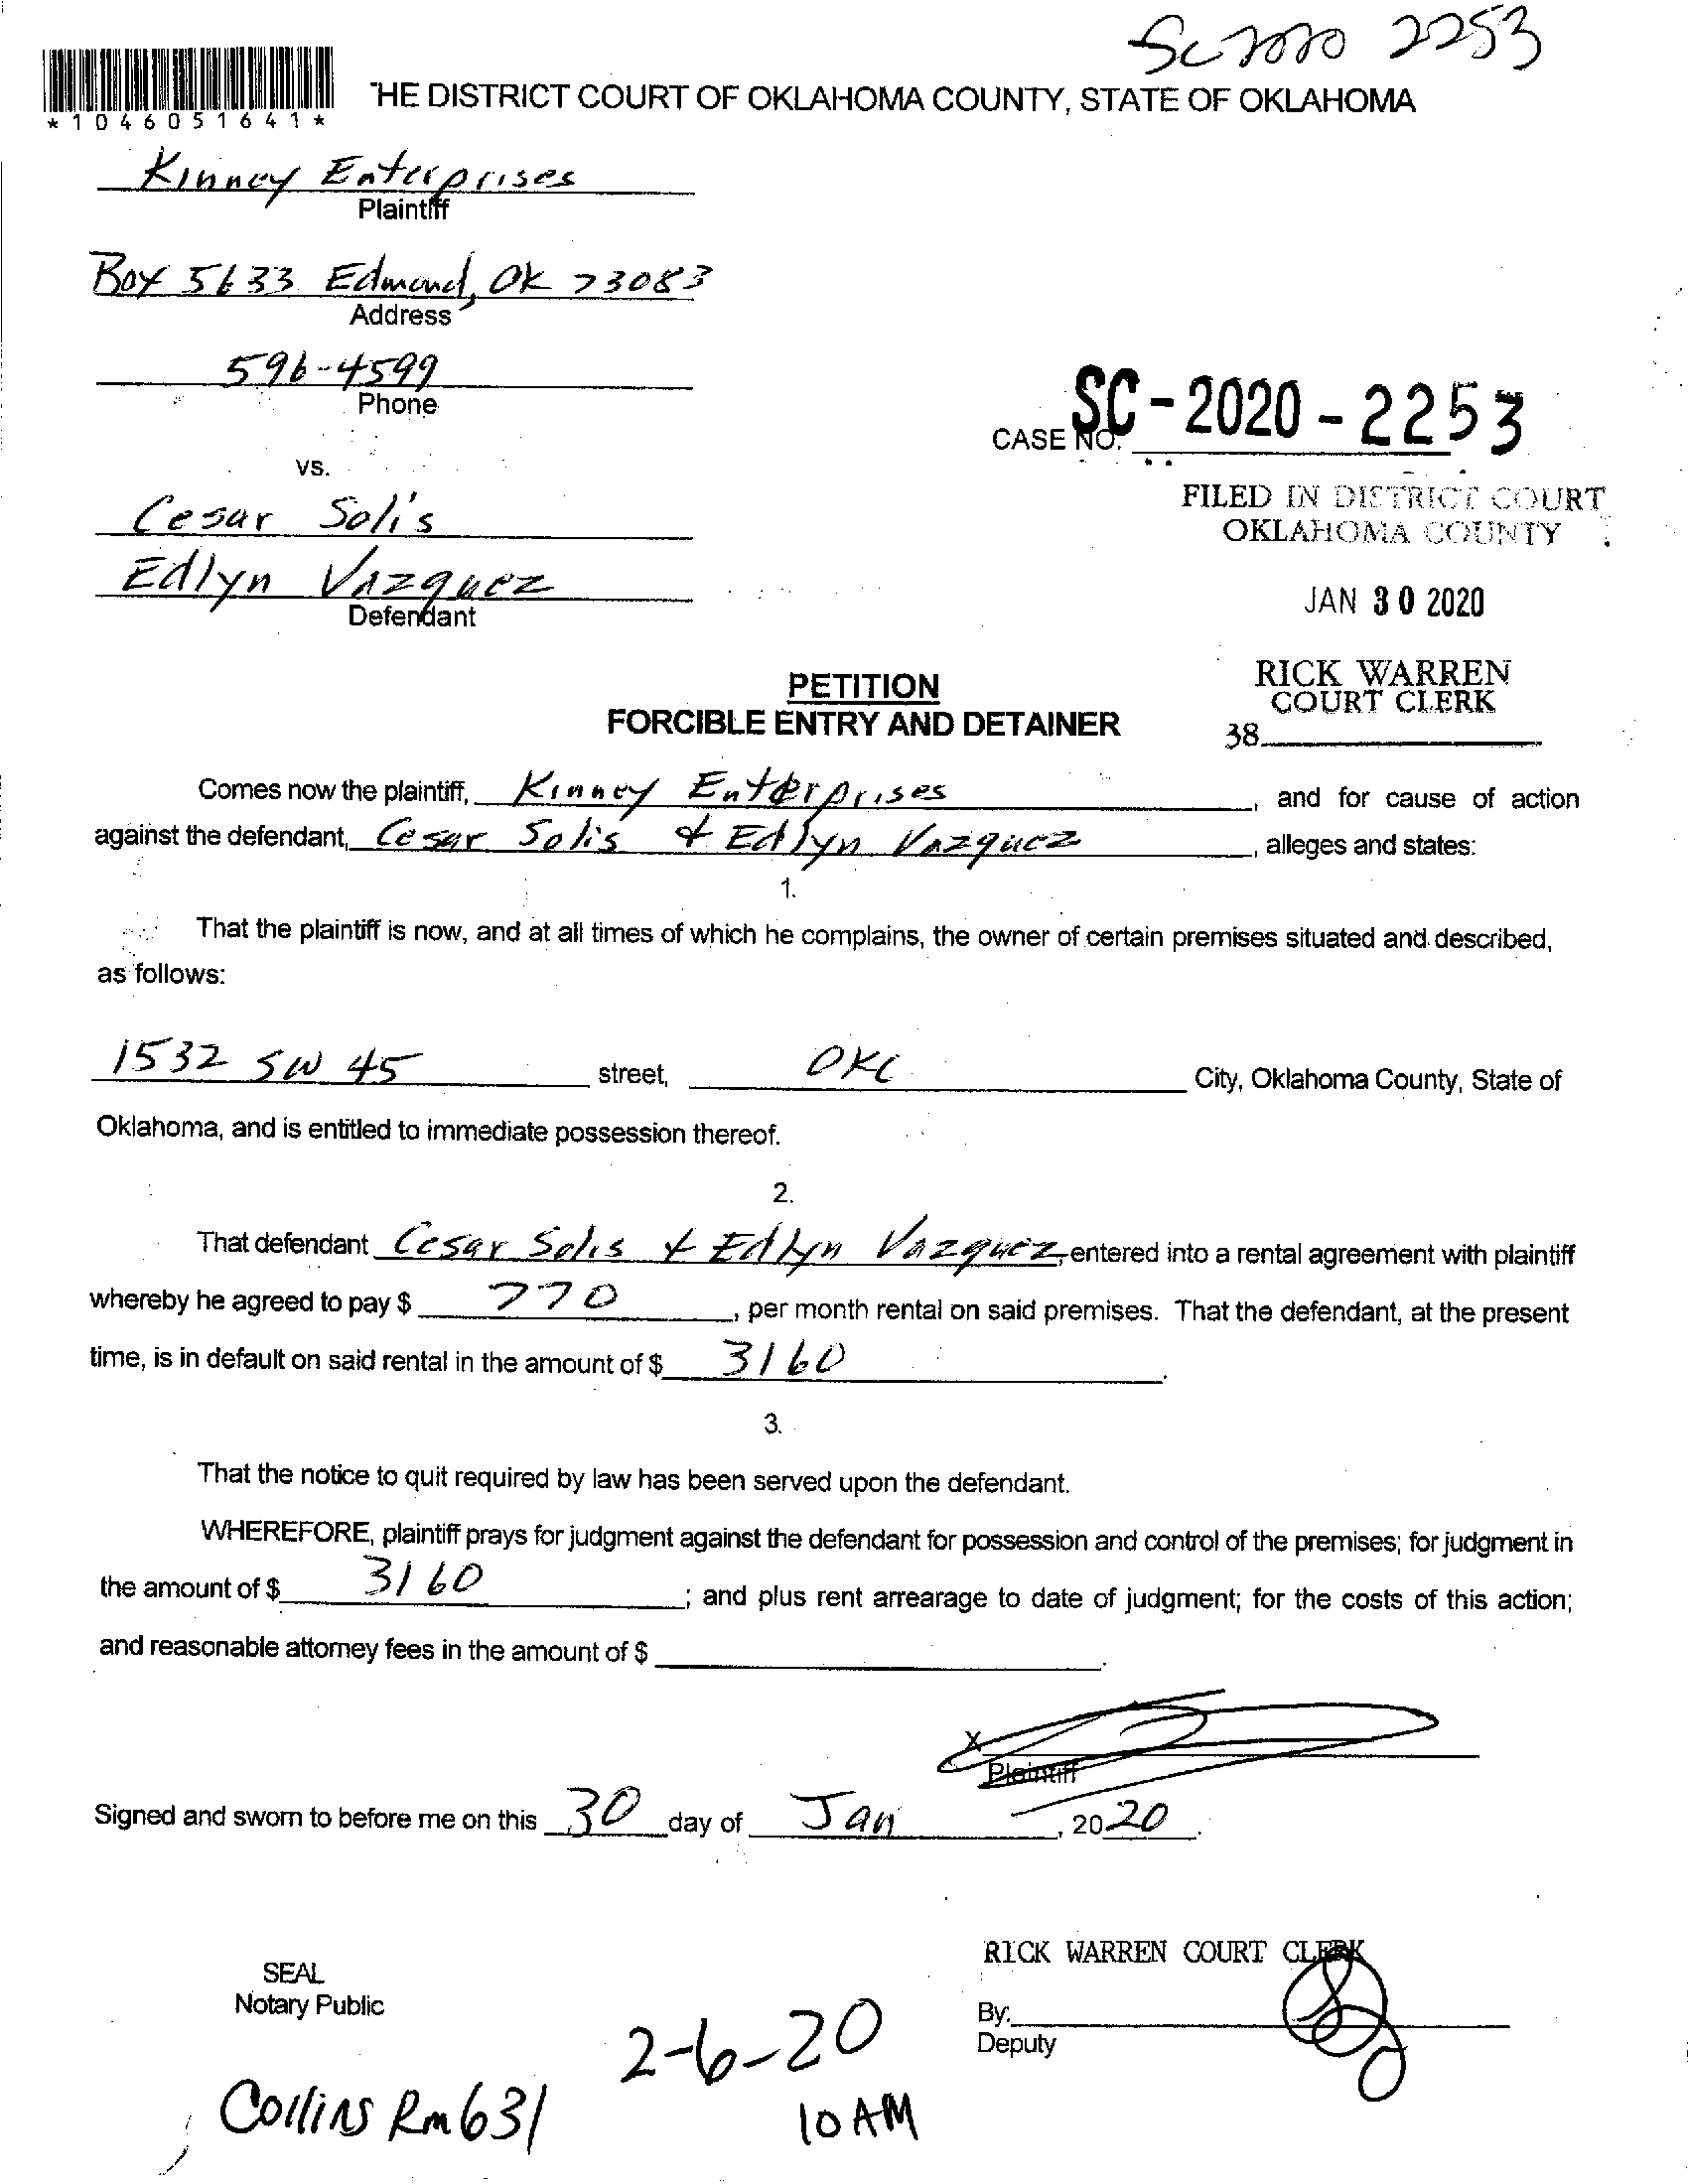 SC 2020 2253
*1046051641*
THE DISTRICT COURT OF OKLAHOMA COUNTY, STATE OF OKLAHOMA
Kinney Enterprises
Plaintiff
Box 5633 Edmond, OK 73083
Address
596-4599
Phone
CASE NO. SC-2020-2253
vs.
FILED IN DISTRICT COURT
OKLAHOMA COUNTY
Cesar Solis
Edlyn Vazquez
Defendant
JAN 30 2020
RICK WARREN
COURT CLERK
38
PETITION
FORCIBLE ENTRY AND DETAINER
Comes now the plaintiff, Kinney Enterprises, and for cause of action
against the defendant, Cesar Solis & Edlyn Vazquez, alleges and states:
1.
That the plaintiff is now, and at all times of which he complains, the owner of certain premises situated and described,
as follows:
1532 SW 45 street, OKC City, Oklahoma County, State of
Oklahoma, and is entitled to immediate possession thereof.
2.
That defendant Cesar Solis & Edlyn Vazquez, entered into a rental agreement with plaintiff
whereby he agreed to pay $ 770, per month rental on said premises. That the defendant, at the present
time, is in default on said rental in the amount of $ 3160.
3.
That the notice to quit required by law has been served upon the defendant.
WHEREFORE, plaintiff prays for judgment against the defendant for possession and control of the premises; for judgment in
the amount of $ 3160; and plus rent arrearage to date of judgment; for the costs of this action;
and reasonable attorney fees in the amount of $ .
X
Plaintiff
Signed and sworn to before me on this 30 day of Jan, 2020.
RICK WARREN COURT CLERK
SEAL
Notary Public
By:
Deputy
2-6-20
Collins Rm 631
10 AM